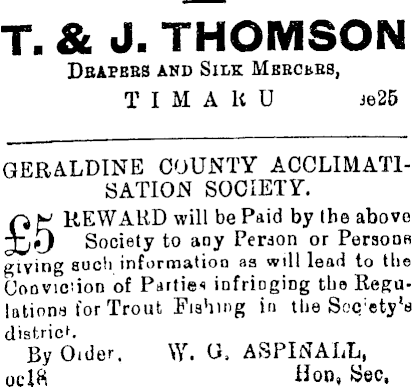 T. & J. THOMSON
DRAPERS AND SILK MERCERS,
TIMARU je25
GERALDINE COUNTY ACCLIMATI-
SATION SOCIETY.
£5 REWARD will be Paid by the above
Society to any Person or Persons
giving such information as will lead to the
Conviction of Parties infringing the Regu-
lations for Trout Fishing in the Society's
district.
By Order, W. G. ASPINALL,
oc18 Hon. Sec.